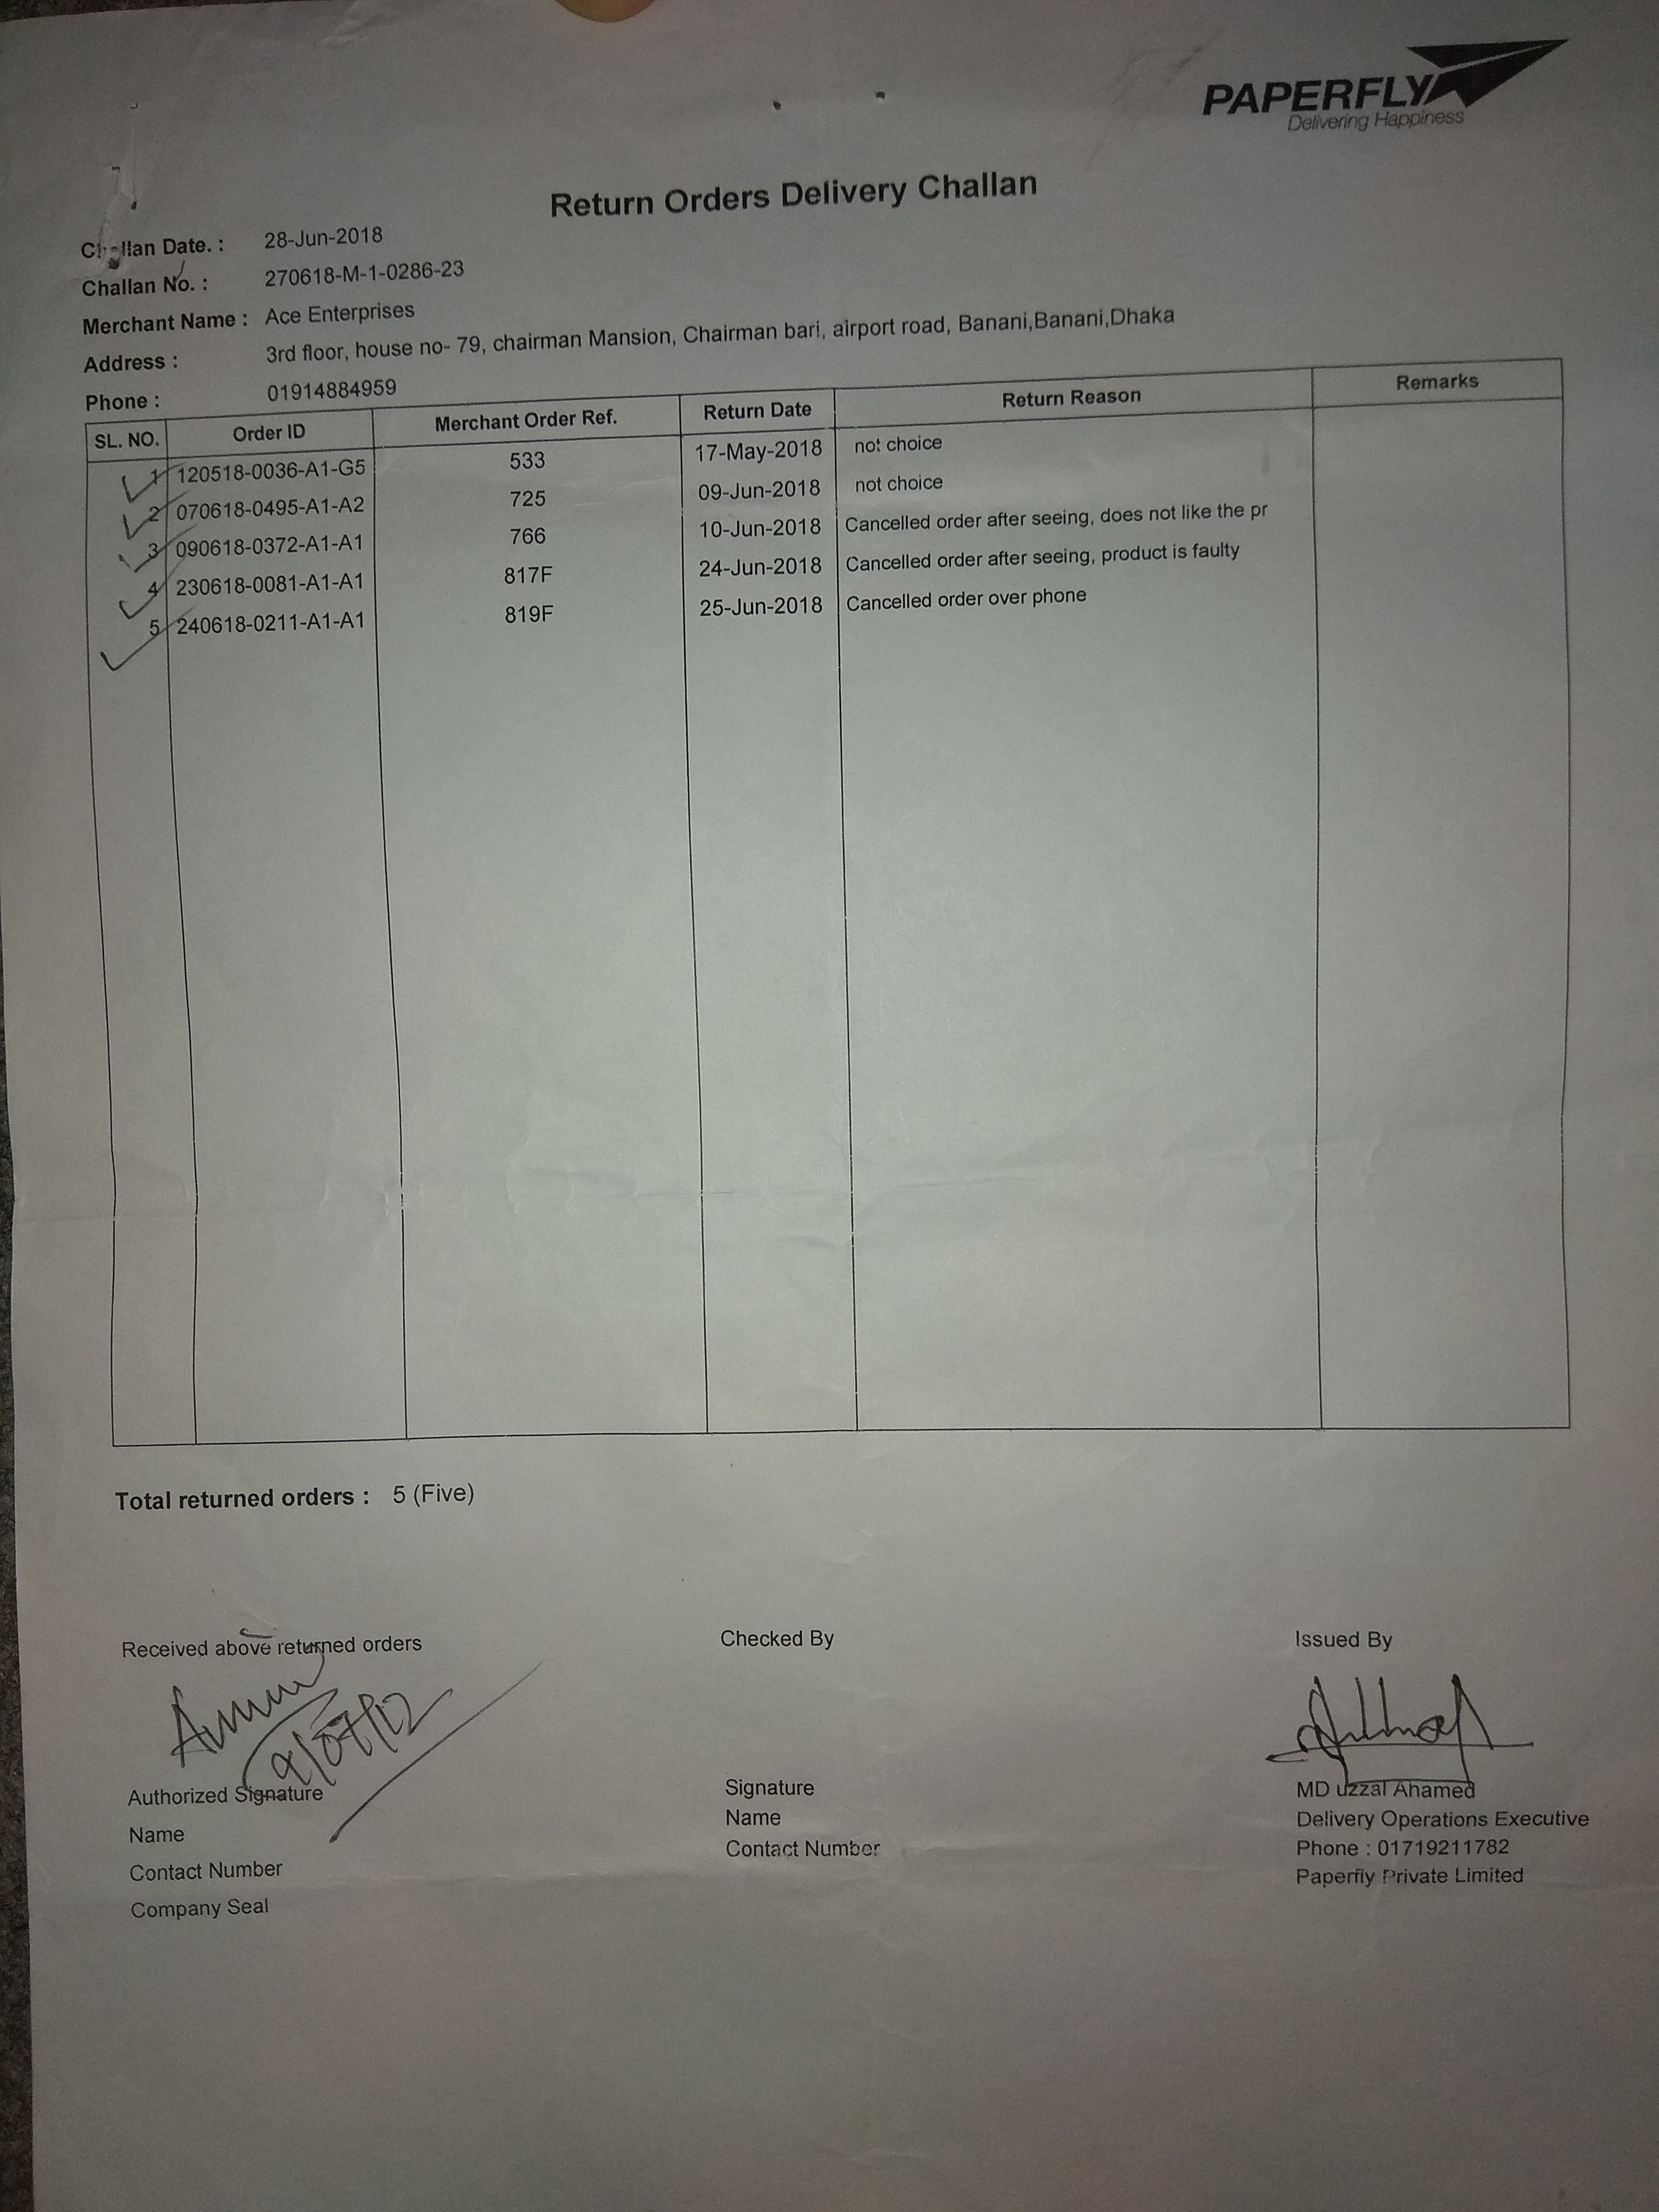 PAPERFLY
Delivering Happiness
Return Orders Delivery Challan
Challan Date. : 28-Jun-2018
Challan No. : 270618-M-1-0286-23
Merchant Name : Ace Enterprises
Address : 3rd floor, house no- 79, chairman Mansion, Chairman bari, airport road, Banani,Banani,Dhaka
Phone : 01914884959
SL. NO. Order ID Merchant Order Ref. Return Date Return Reason Remarks
1 120518-0036-A1-G5 533 17-May-2018 not choice
2 070618-0495-A1-A2 725 09-Jun-2018 not choice
3 090618-0372-A1-A1 766 10-Jun-2018 Cancelled order after seeing, does not like the pr
4 230618-0081-A1-A1 817F 24-Jun-2018 Cancelled order after seeing, product is faulty
5 240618-0211-A1-A1 819F 25-Jun-2018 Cancelled order over phone
Total returned orders : 5 (Five)
Received above returned orders Checked By Issued By
Authorized Signature Signature MD uzzal Ahamed
Name Name Delivery Operations Executive
Contact Number Contact Number Phone : 01719211782
Company Seal Paperfly Private Limited